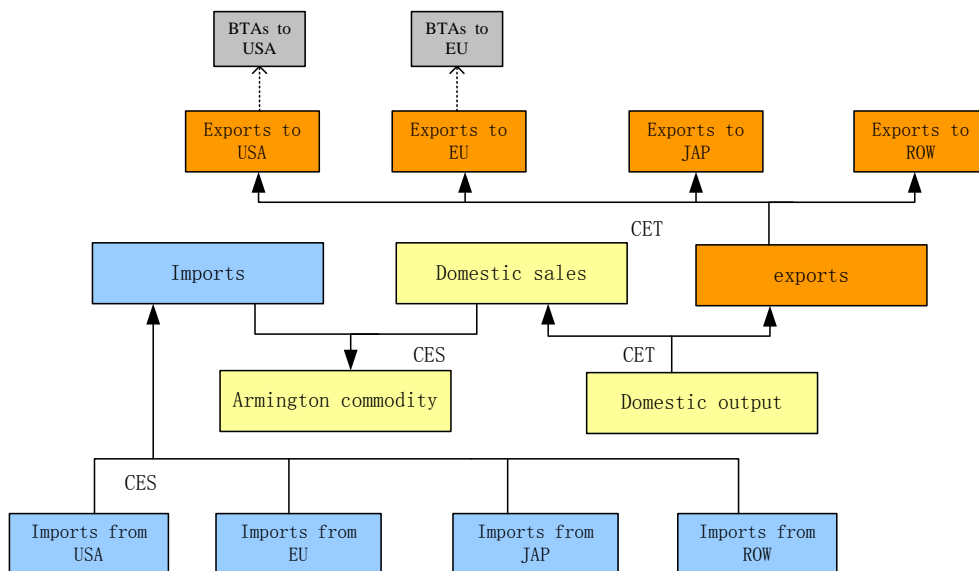 BTAs to
USA
BTAs to
EU
Exports to
USA
Exports to
EU
Exports to
JAP
Exports to
ROW
CET
Imports
Domestic sales
exports
CES
CET
Armington commodity
Domestic output
CES
Imports from
USA
Imports from
EU
Imports from
JAP
Imports from
ROW